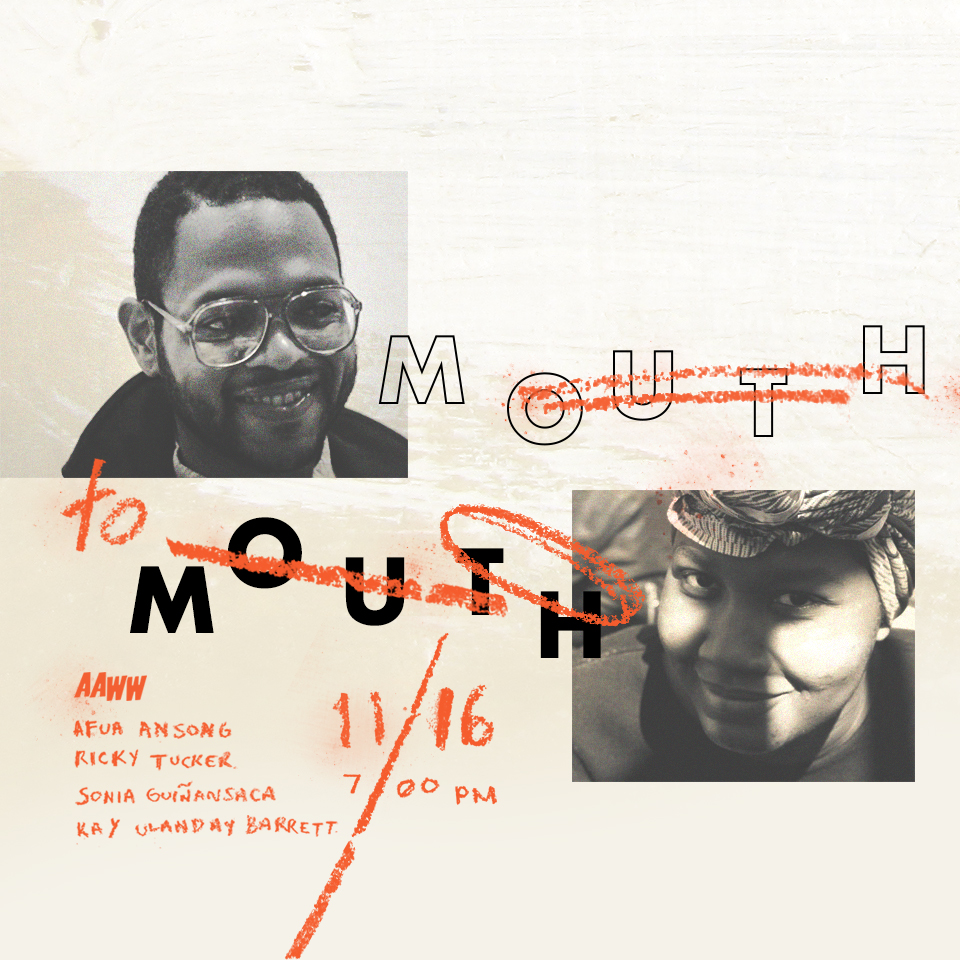 MOUTH
to
MOUTH
AAWW
AFUA ANSONG
RICKY TUCKER
SONIA GUIÑANSACA
KAY ULANDAY BARRETT
11/16
7:00 PM